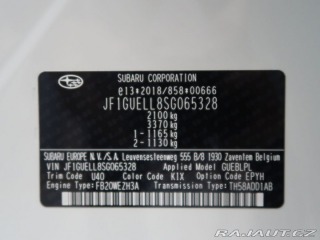 SUBARU CORPORATION
e13*2018/858*00666
JF1GUELL8SG065328
2100 kg
3370 kg
1 - 1165 kg
2 - 1130 kg
SUBARU EUROPE N.V./S.A. Leuvensesteenweg 555 B/8 1930 Zaventem Belgium
VIN JF1GUELL8SG065328 Applied Model GUEBLPL
Trim Code U40 Color Code K1X Option Code EPYH
Engine Type: FB20WEZH3A Transmission Type: TH58ADD1AB
RAJAUT.CZ